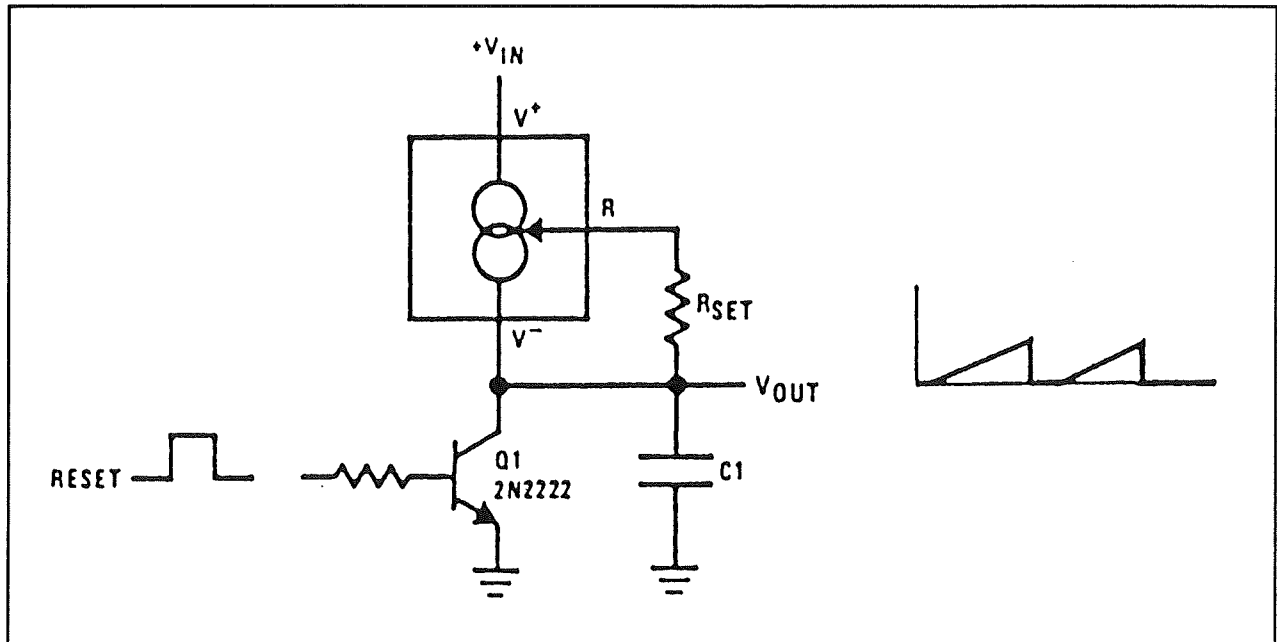 +VIN
V+
R
RSET
V-
VOUT
RESET
Q1
2N2222
C1